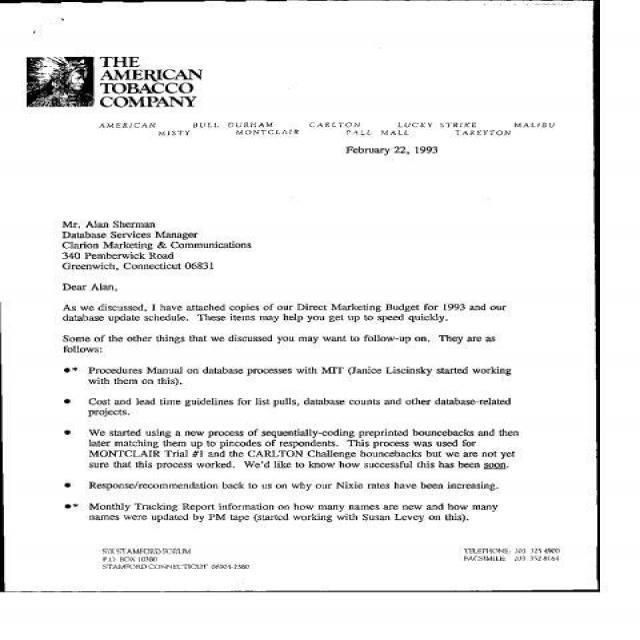 THE
AMERICAN
TOBACCO
COMPANY
AMERICAN BULL DURHAM CARLTON LUCKY STRIKE MALIBU
MISTY MONTCLAIR PALL MALL TAREYTON
February 22, 1993
Mr. Alan Sherman
Database Services Manager
Clarion Marketing & Communications
340 Pemberwick Road
Greenwich, Connecticut 06831
Dear Alan,
As we discussed, I have attached copies of our Direct Marketing Budget for 1993 and our
database update schedule. These items may help you get up to speed quickly.
Some of the other things that we discussed you may want to follow-up on. They are as
follows:
●* Procedures Manual on database processes with MIT (Janice Liscinsky started working
with them on this).
● Cost and lead time guidelines for list pulls, database counts and other database-related
projects.
● We started using a new process of sequentially-coding preprinted bouncebacks and then
later matching them up to pincodes of respondents. This process was used for
MONTCLAIR Trial #1 and the CARLTON Challenge bouncebacks but we are not yet
sure that this process worked. We'd like to know how successful this has been soon.
● Response/recommendation back to us on why our Nixie rates have been increasing.
●* Monthly Tracking Report information on how many names are new and how many
names were updated by PM tape (started working with Susan Levey on this).
SIX STAMFORD FORUM
P.O. BOX 10380
STAMFORD CONNECTICUT
TELEPHONE: 203
FACSIMILE: 203